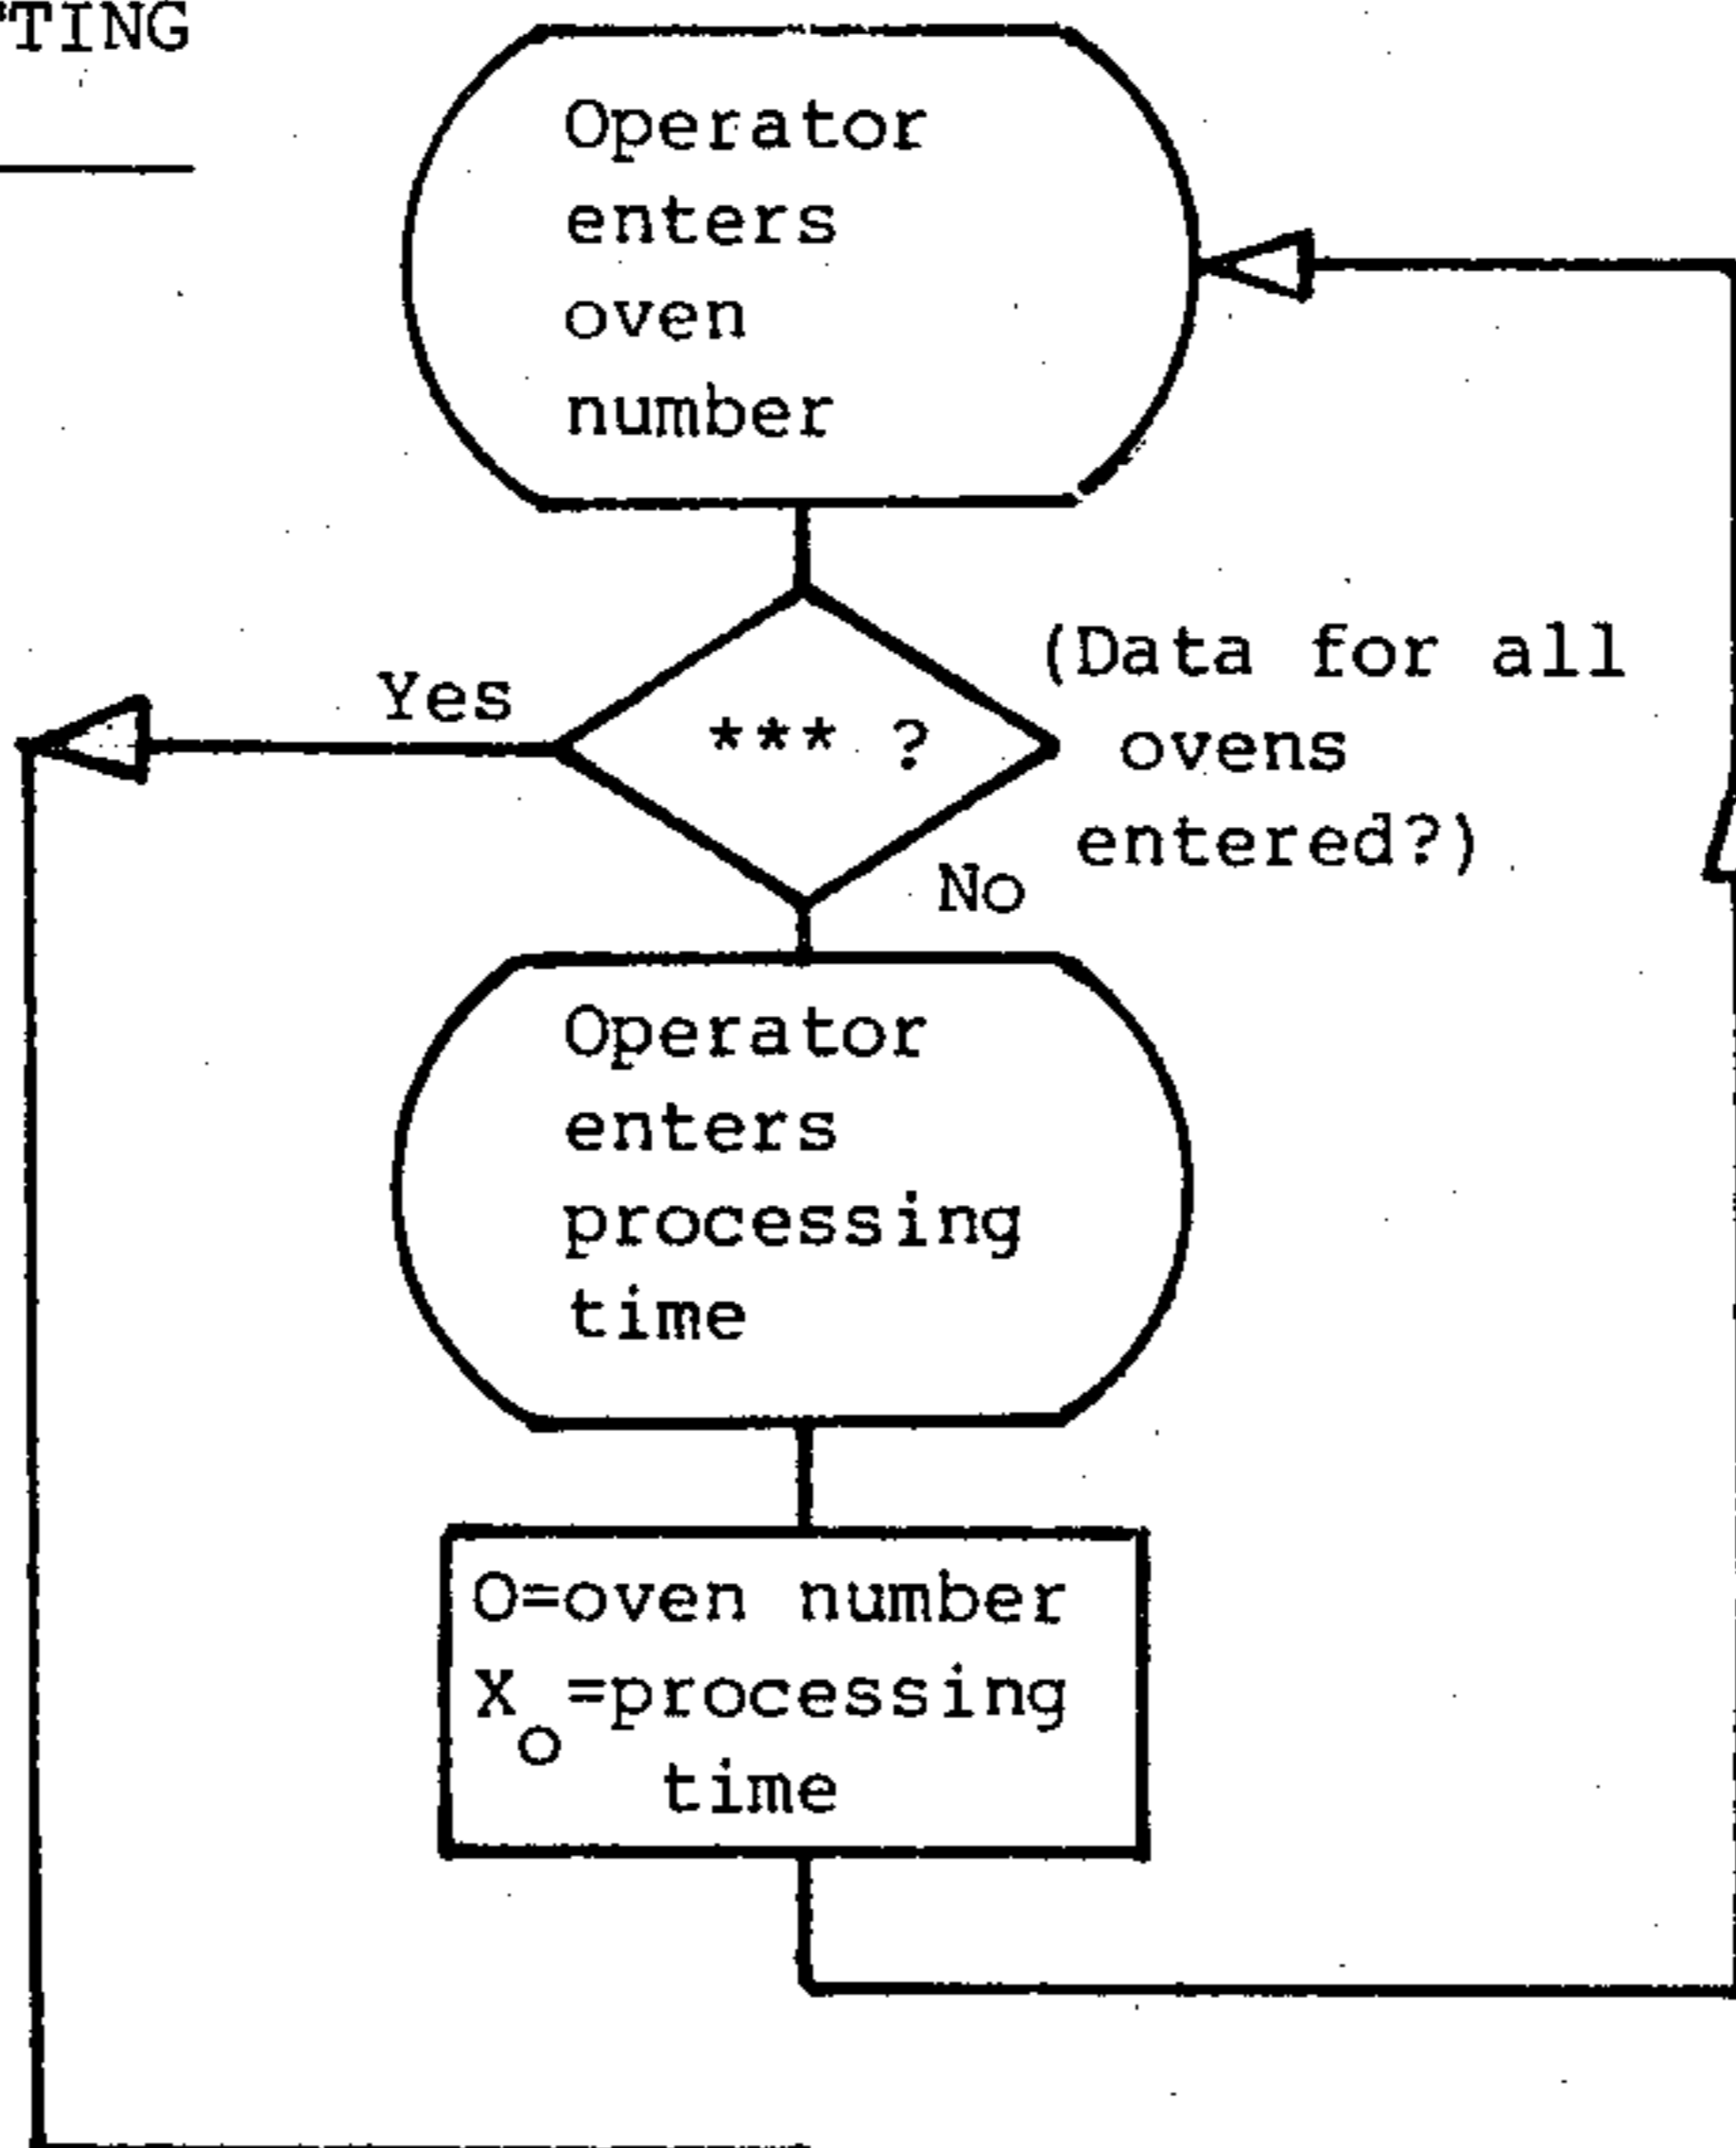 Operator
enters
oven
number
Yes
*** ?
(Data for all
ovens
entered?)
No
Operator
enters
processing
time
O=oven number
Xo =processing
time